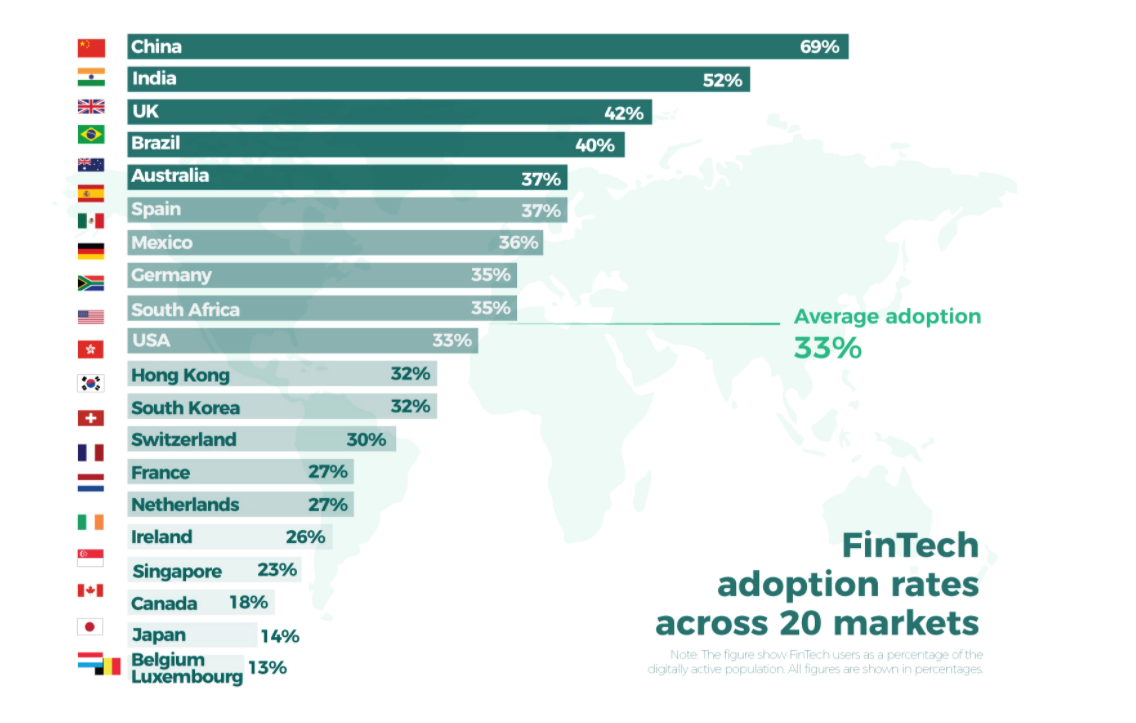 China 69%
India 52%
UK 42%
Brazil 40%
Australia 37%
Spain 37%
Mexico 36%
Germany 35%
South Africa 35%
USA 33%
Hong Kong 32%
South Korea 32%
Switzerland 30%
France 27%
Netherlands 27%
Ireland 26%
Singapore 23%
Canada 18%
Japan 14%
Belgium
Luxembourg 13%
Average adoption
33%
FinTech
adoption rates
across 20 markets
Note: The figure show FinTech users as a percentage of the
digitally active population. All figures are shown in percentages.